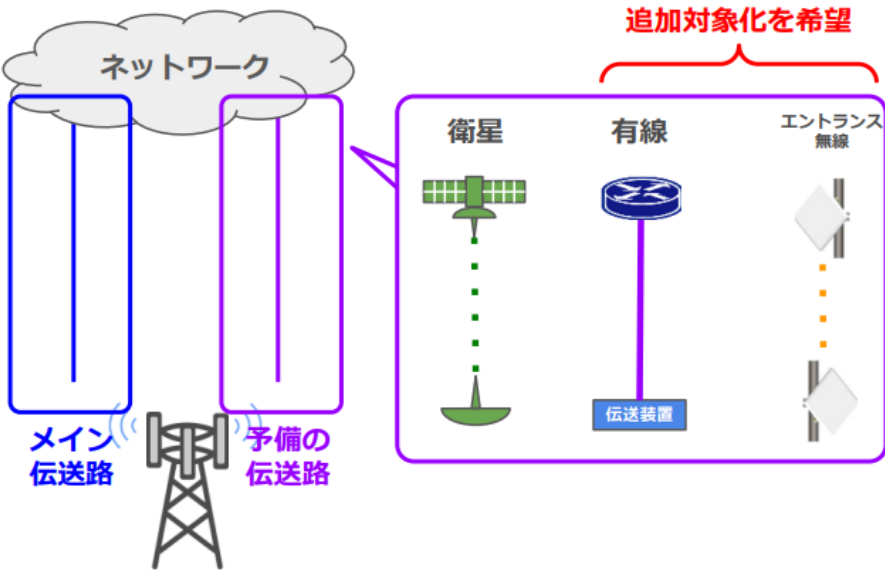 追加対象化を希望
ネットワーク
衛星
有線
エントランス
無線
伝送装置
メイン
伝送路
予備の
伝送路